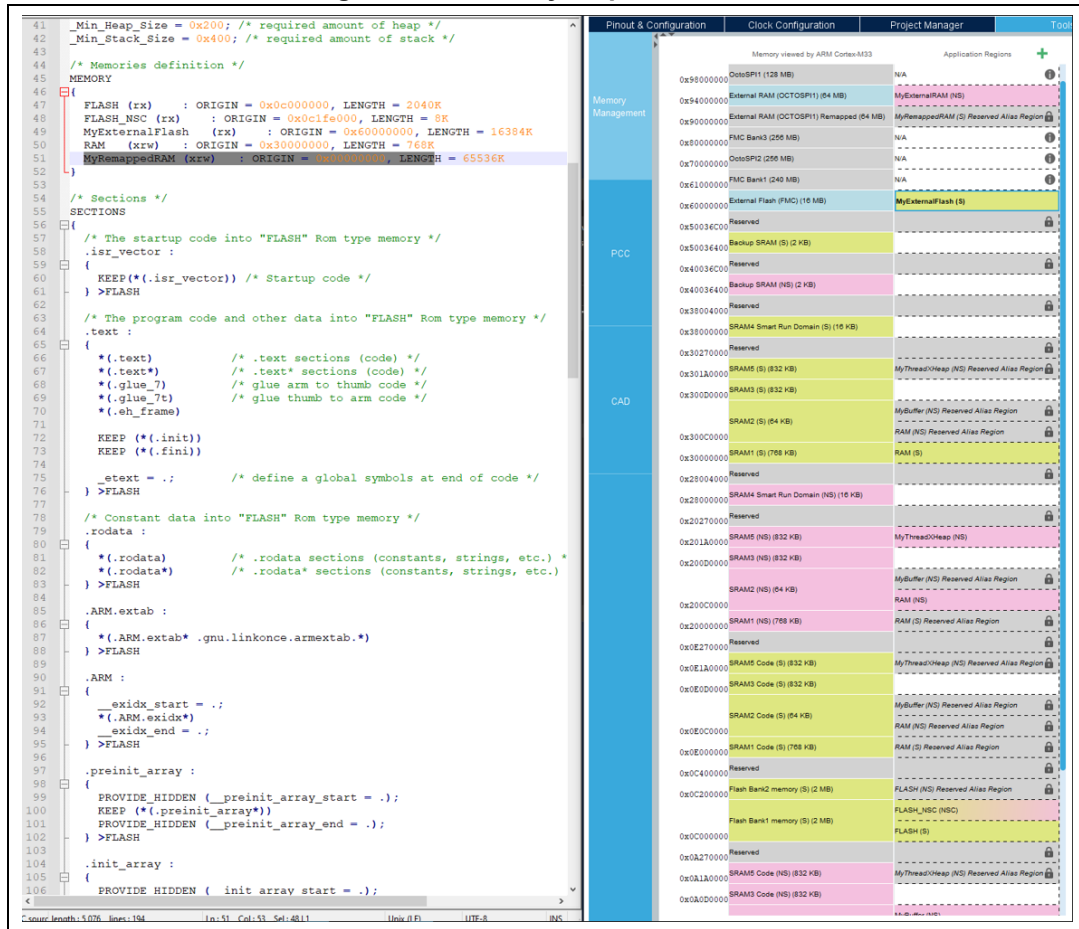 41 _Min_Heap_Size = 0x200; /* required amount of heap */
42 _Min_Stack_Size = 0x400; /* required amount of stack */
43
44 /* Memories definition */
45 MEMORY
46 {
47 FLASH (rx) : ORIGIN = 0x0c000000, LENGTH = 2040K
48 FLASH_NSC (rx) : ORIGIN = 0x0c1fe000, LENGTH = 8K
49 MyExternalFlash (rx) : ORIGIN = 0x60000000, LENGTH = 16384K
50 RAM (xrw) : ORIGIN = 0x30000000, LENGTH = 768K
51 MyRemappedRAM (xrw) : ORIGIN = LENGTH = 65536K
52 }
53
54 /* Sections */
55 SECTIONS
56 {
57 /* The startup code into "FLASH" Rom type memory */
58 .isr_vector :
59 {
60 KEEP(*(.isr_vector)) /* Startup code */
61 } >FLASH
62
63 /* The program code and other data into "FLASH" Rom type memory */
64 .text :
65 {
66 *(.text) /* .text sections (code) */
67 *(.text*) /* .text* sections (code) */
68 *(.glue_7) /* glue arm to thumb code */
69 *(.glue_7t) /* glue thumb to arm code */
70 *(.eh_frame)
71
72 KEEP (*(.init))
73 KEEP (*(.fini))
74
75 _etext = .; /* define a global symbols at end of code */
76 } >FLASH
77
78 /* Constant data into "FLASH" Rom type memory */
79 .rodata :
80 {
81 *(.rodata) /* .rodata sections (constants, strings, etc.) *
82 *(.rodata*) /* .rodata* sections (constants, strings, etc.)
83 } >FLASH
84
85 .ARM.extab :
86 {
87 *(.ARM.extab* .gnu.linkonce.armextab.*)
88 } >FLASH
89
90 .ARM :
91 {
92 __exidx_start = .;
93 *(.ARM.exidx*)
94 __exidx_end = .;
95 } >FLASH
96
97 .preinit_array :
98 {
99 PROVIDE_HIDDEN (__preinit_array_start = .);
100 KEEP (*(.preinit_array*))
101 PROVIDE_HIDDEN (__preinit_array_end = .);
102 } >FLASH
103
104 .init_array :
105 {
106 PROVIDE_HIDDEN (__init_array_start = .);
C sourc length : 5,076 lines : 194 Ln : 51 Col : 53 Sel : 48 | 1 Unix (LF) UTF-8 INS
Pinout & Configuration Clock Configuration Project Manager Tools
Memory Management
PCC
CAD
Memory viewed by ARM Cortex-M33 Application Regions +
0x98000000 OctoSPI1 (128 MB) N/A
0x94000000 External RAM (OCTOSPI1) (64 MB) MyExternalRAM (NS)
0x90000000 External RAM (OCTOSPI1) Remapped (64 MB) MyRemappedRAM (S) Reserved Alias Region
0x80000000 FMC Bank3 (256 MB) N/A
0x70000000 OctoSPI2 (256 MB) N/A
0x61000000 FMC Bank1 (240 MB) N/A
0x60000000 External Flash (FMC) (16 MB) MyExternalFlash (S)
0x50036C00 Reserved
0x50036400 Backup SRAM (S) (2 KB)
0x40036C00 Reserved
0x40036400 Backup SRAM (NS) (2 KB)
0x38004000 Reserved
0x38000000 SRAM4 Smart Run Domain (S) (16 KB)
0x30270000 Reserved
0x301A0000 SRAM5 (S) (832 KB) MyThreadXHeap (NS) Reserved Alias Region
0x300D0000 SRAM3 (S) (832 KB)
MyBuffer (NS) Reserved Alias Region
0x300C0000 SRAM2 (S) (64 KB) RAM (NS) Reserved Alias Region
0x30000000 SRAM1 (S) (768 KB) RAM (S)
0x28004000 Reserved
0x28000000 SRAM4 Smart Run Domain (NS) (16 KB)
0x20270000 Reserved
0x201A0000 SRAM5 (NS) (832 KB) MyThreadXHeap (NS)
0x200D0000 SRAM3 (NS) (832 KB)
MyBuffer (NS) Reserved Alias Region
0x200C0000 SRAM2 (NS) (64 KB) RAM (NS)
0x20000000 SRAM1 (NS) (768 KB) RAM (S) Reserved Alias Region
0x0E270000 Reserved
0x0E1A0000 SRAM5 Code (S) (832 KB) MyThreadXHeap (NS) Reserved Alias Region
0x0E0D0000 SRAM3 Code (S) (832 KB)
MyBuffer (NS) Reserved Alias Region
0x0E0C0000 SRAM2 Code (S) (64 KB) RAM (NS) Reserved Alias Region
0x0E000000 SRAM1 Code (S) (768 KB) RAM (S) Reserved Alias Region
0x0C400000 Reserved
0x0C200000 Flash Bank2 memory (S) (2 MB) FLASH (NS) Reserved Alias Region
FLASH_NSC (NSC)
0x0C000000 Flash Bank1 memory (S) (2 MB) FLASH (S)
0x0A270000 Reserved
0x0A1A0000 SRAM5 Code (NS) (832 KB) MyThreadXHeap (NS) Reserved Alias Region
0x0A0D0000 SRAM3 Code (NS) (832 KB)